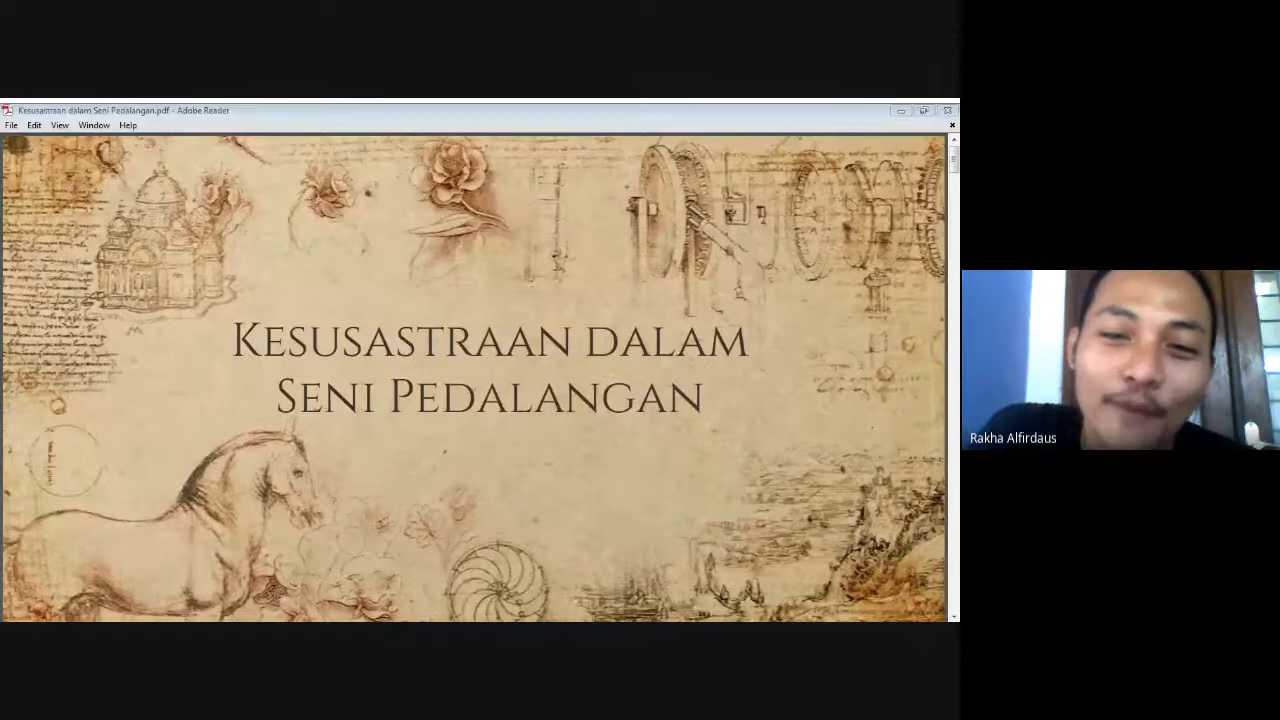 Kesusastraan dalam Seni Pedalangan.pdf - Adobe Reader
File Edit View Window Help
KESUSASTRAAN DALAM
SENI PEDALANGAN
Rakha Alfirdaus